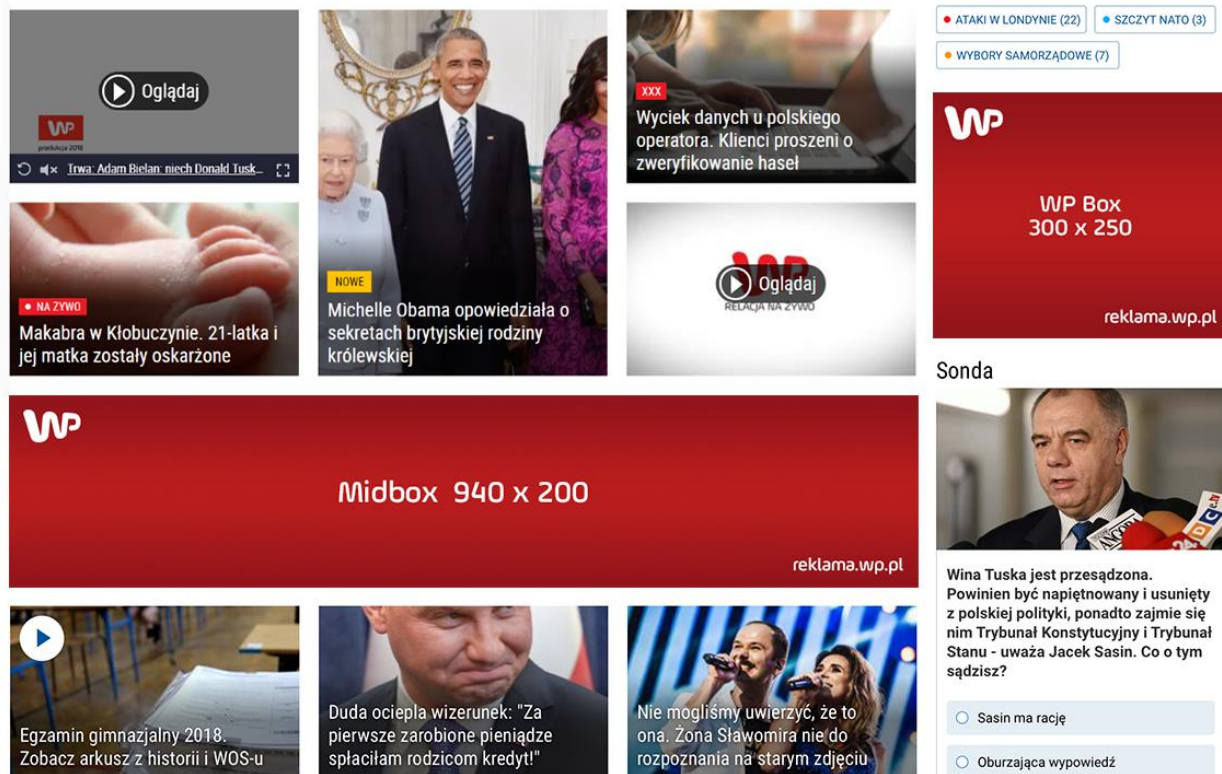 Oglądaj
WP
produkcja 2018
Trwa: Adam Bielan: niech Donald Tusk...
NA ŻYWO
Makabra w Kłobuczynie. 21-latka i
jej matka zostały oskarżone
NOWE
Michelle Obama opowiedziała o
sekretach brytyjskiej rodziny
królewskiej
XXX
Wyciek danych u polskiego
operatora. Klienci proszeni o
zweryfikowanie haseł
WP
Oglądaj
RELACJA NA ŻYWO
WP
Midbox 940 x 200
reklama.wp.pl
Egzamin gimnazjalny 2018.
Zobacz arkusz z historii i WOS-u
Duda ociepla wizerunek: "Za
pierwsze zarobione pieniądze
spłaciłam rodzicom kredyt!"
Nie mogliśmy uwierzyć, że to
ona. Żona Sławomira nie do
rozpoznania na starym zdjęciu
ATAKI W LONDYNIE (22)
SZCZYT NATO (3)
WYBORY SAMORZĄDOWE (7)
WP
WP Box
300 x 250
reklama.wp.pl
Sonda
ANGORA
Wina Tuska jest przesądzona.
Powinien być napiętnowany i usunięty
z polskiej polityki, ponadto zajmie się
nim Trybunał Konstytucyjny i Trybunał
Stanu - uważa Jacek Sasin. Co o tym
sądzisz?
Sasin ma rację
Oburzająca wypowiedź